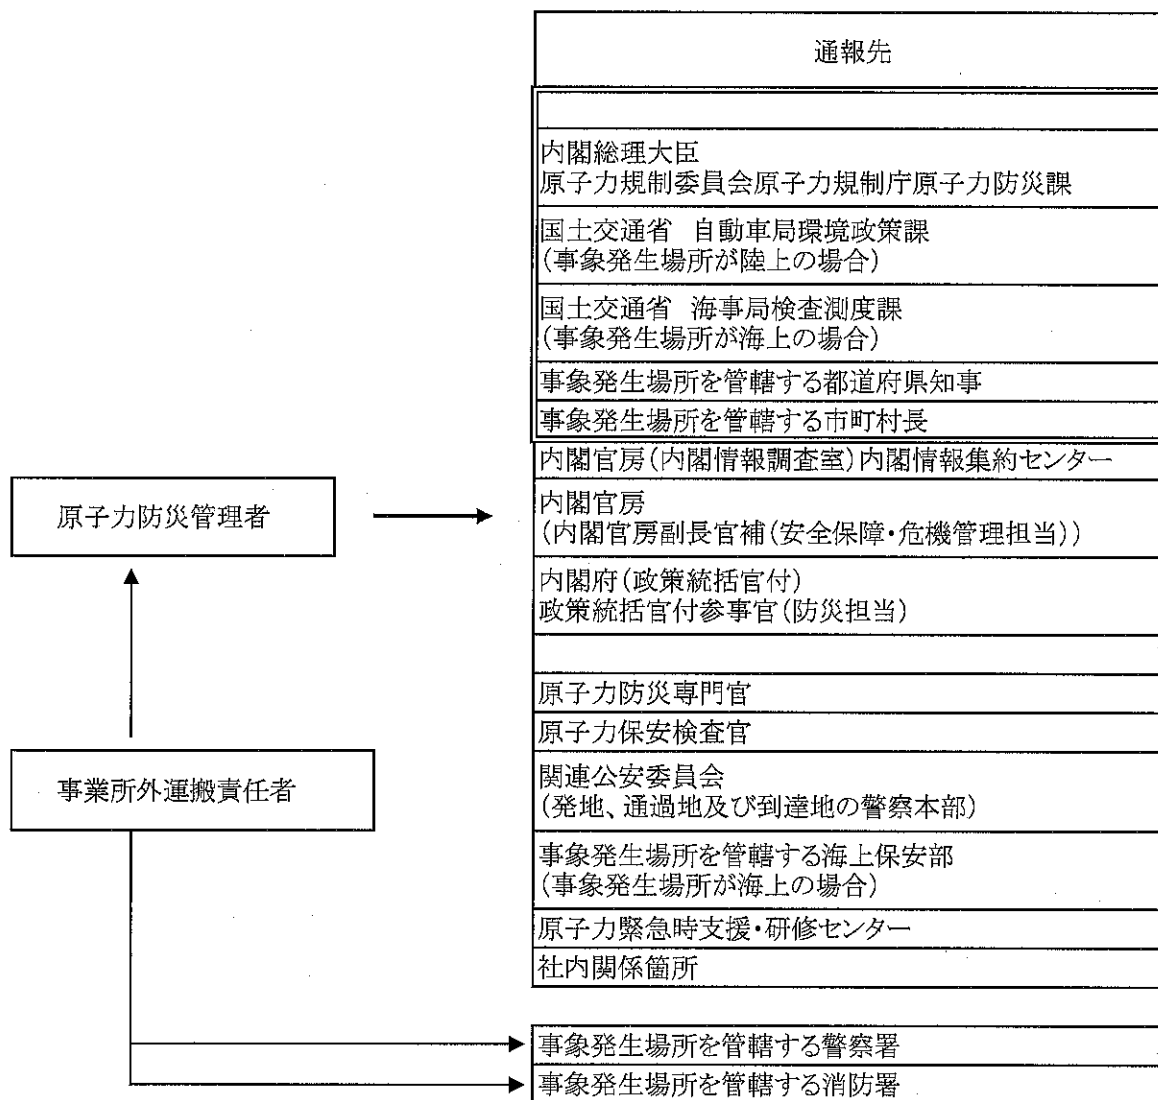 通報先
内閣総理大臣
原子力規制委員会原子力規制庁原子力防災課
国土交通省 自動車局環境政策課
(事象発生場所が陸上の場合)
国土交通省 海事局検査測度課
(事象発生場所が海上の場合)
事象発生場所を管轄する都道府県知事
事象発生場所を管轄する市町村長
内閣官房(内閣情報調査室)内閣情報集約センター
内閣官房
(内閣官房副長官補(安全保障・危機管理担当))
内閣府(政策統括官付)
政策統括官付参事官(防災担当)
原子力防災専門官
原子力保安検査官
関連公安委員会
(発地、通過地及び到達地の警察本部)
事象発生場所を管轄する海上保安部
(事象発生場所が海上の場合)
原子力緊急時支援・研修センター
社内関係箇所
原子力防災管理者
事業所外運搬責任者
事象発生場所を管轄する警察署
事象発生場所を管轄する消防署